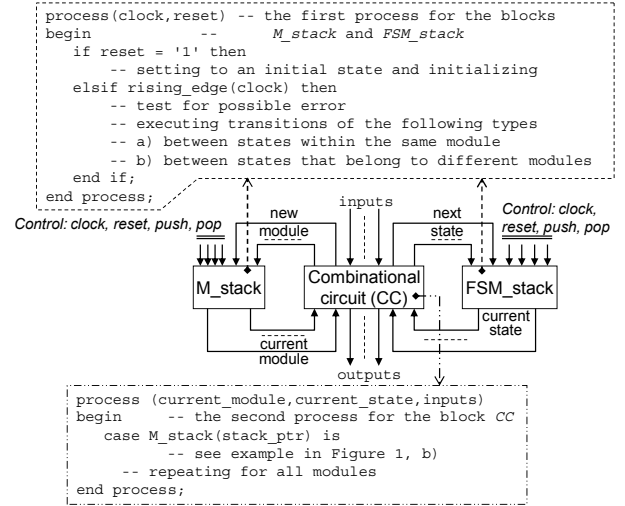 process(clock,reset) -- the first process for the blocks
begin -- M_stack and FSM_stack
if reset = '1' then
-- setting to an initial state and initializing
elsif rising_edge(clock) then
-- test for possible error
-- executing transitions of the following types
-- a) between states within the same module
-- b) between states that belong to different modules
end if;
end process;
Control: clock, reset, push, pop
new
module
inputs
next
state
Control: clock,
reset, push, pop
M_stack
Combinational
circuit (CC)
FSM_stack
current
module
current
state
outputs
process (current_module,current_state,inputs)
begin -- the second process for the block CC
case M_stack(stack_ptr) is
-- see example in Figure 1, b)
-- repeating for all modules
end process;